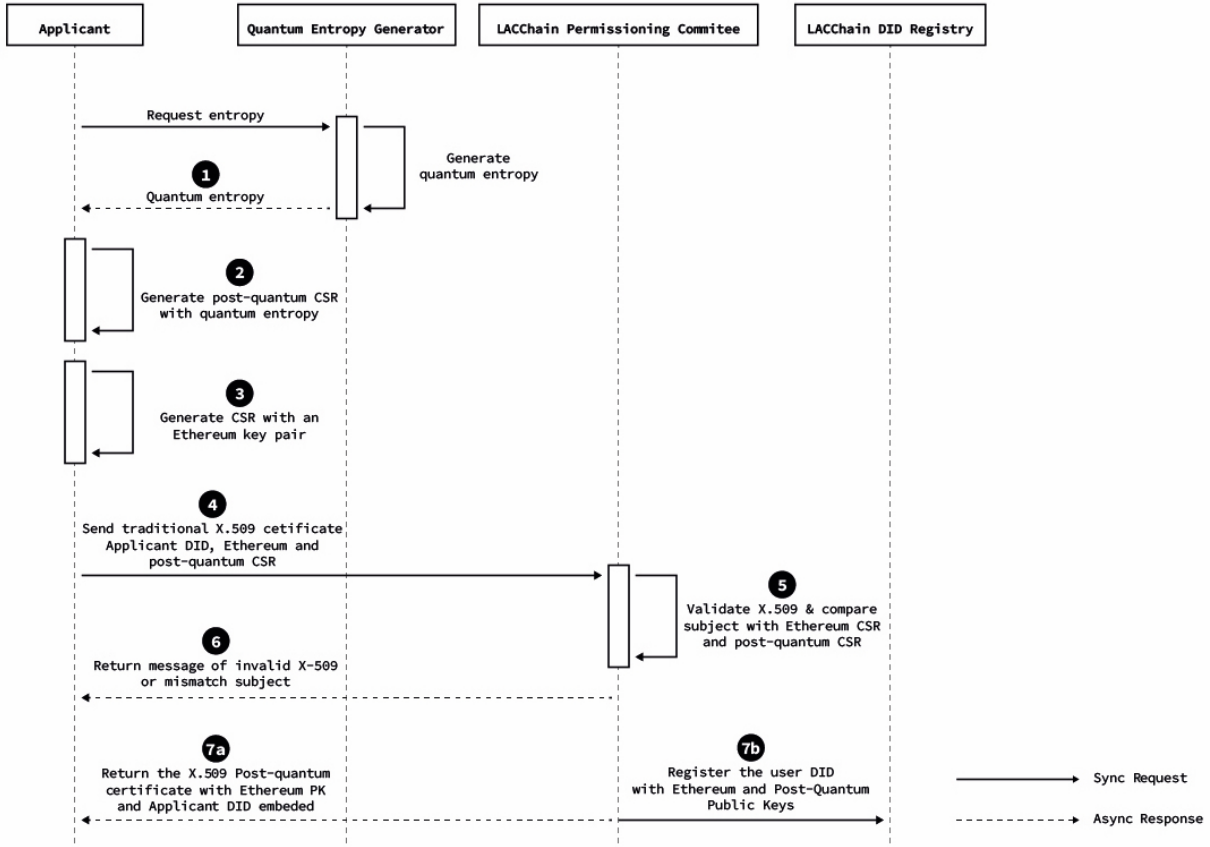 Applicant
Quantum Entropy Generator
LACChain Permissioning Commitee
LACChain DID Registry
Request entropy
Generate
quantum entropy
1
Quantum entropy
2
Generate post-quantum CSR
with quantum entropy
3
Generate CSR with an
Ethereum key pair
4
Send traditional X.509 cetificate
Applicant DID, Ethereum and
post-quantum CSR
5
Validate X.509 & compare
subject with Ethereum CSR
and post-quantum CSR
6
Return message of invalid X-509
or mismatch subject
7a
Return the X.509 Post-quantum
certificate with Ethereum PK
and Applicant DID embeded
7b
Register the user DID
with Ethereum and Post-Quantum
Public Keys
Sync Request
Async Response